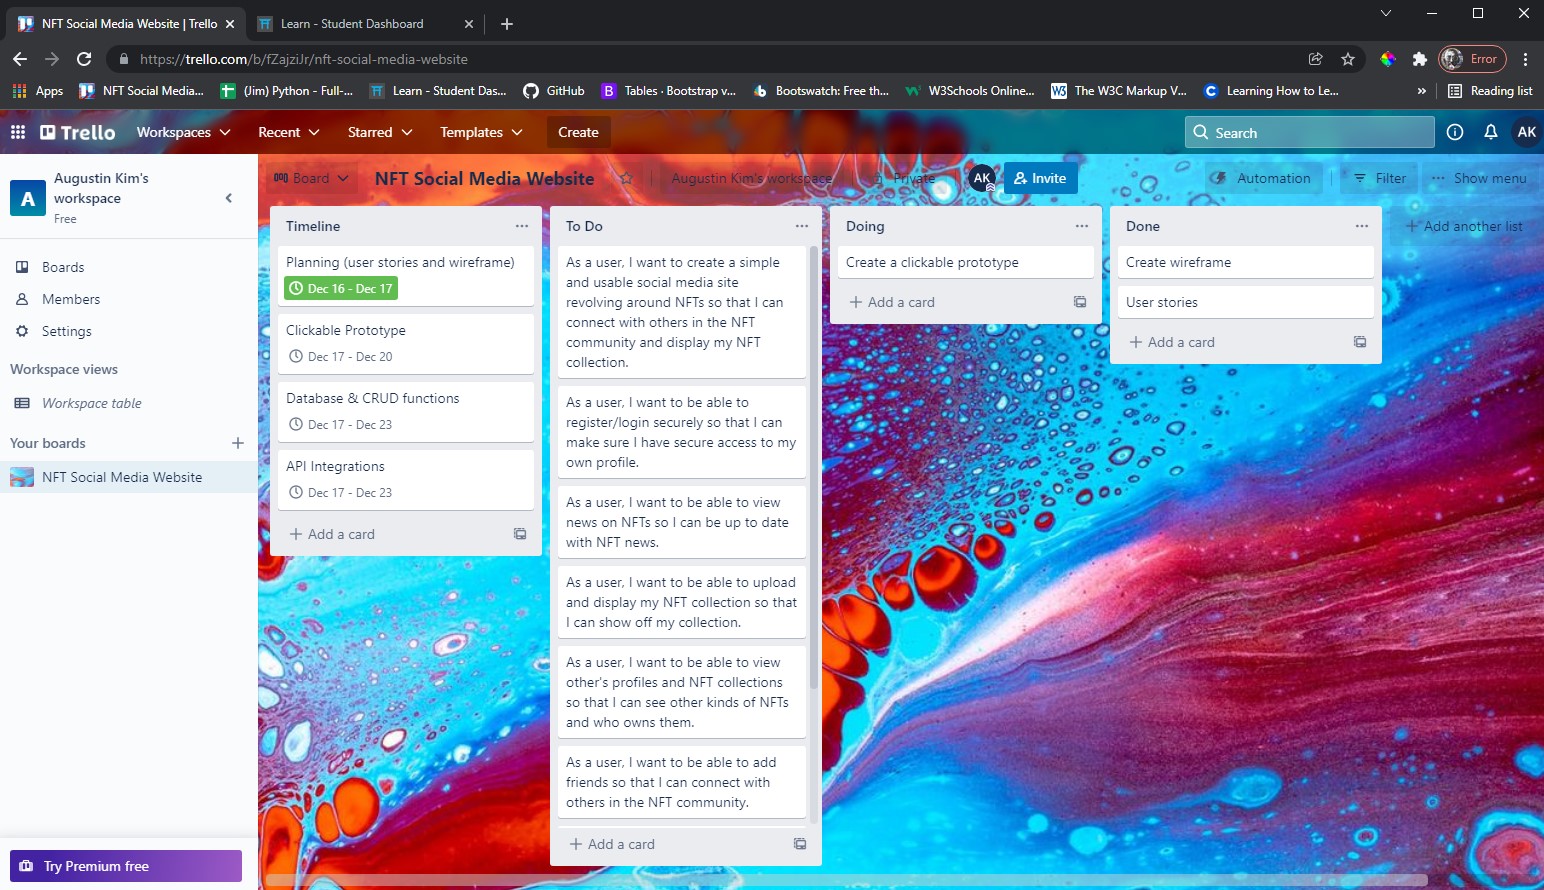 NFT Social Media Website | Trello
Learn - Student Dashboard
https://trello.com/b/fZajziJr/nft-social-media-website
Error
Apps
NFT Social Media...
(Jim) Python - Full-...
Learn - Student Das...
GitHub
Tables · Bootstrap v...
Bootswatch: Free th...
W3Schools Online...
The W3C Markup V...
Learning How to Le...
»
Reading list
Trello
Workspaces
Recent
Starred
Templates
Create
Search
AK
A
Augustin Kim's
workspace
Free
Boards
Members
Settings
Workspace views
Workspace table
Your boards
NFT Social Media Website
Try Premium free
Board
NFT Social Media Website
Augustin Kim's workspace
Private
AK
Invite
Automation
Filter
Show menu
Timeline
Planning (user stories and wireframe)
Dec 16 - Dec 17
Clickable Prototype
Dec 17 - Dec 20
Database & CRUD functions
Dec 17 - Dec 23
API Integrations
Dec 17 - Dec 23
Add a card
To Do
As a user, I want to create a simple
and usable social media site
revolving around NFTs so that I can
connect with others in the NFT
community and display my NFT
collection.
As a user, I want to be able to
register/login securely so that I can
make sure I have secure access to my
own profile.
As a user, I want to be able to view
news on NFTs so I can be up to date
with NFT news.
As a user, I want to be able to upload
and display my NFT collection so that
I can show off my collection.
As a user, I want to be able to view
other's profiles and NFT collections
so that I can see other kinds of NFTs
and who owns them.
As a user, I want to be able to add
friends so that I can connect with
others in the NFT community.
Add a card
Doing
Create a clickable prototype
Add a card
Done
Create wireframe
User stories
Add a card
Add another list